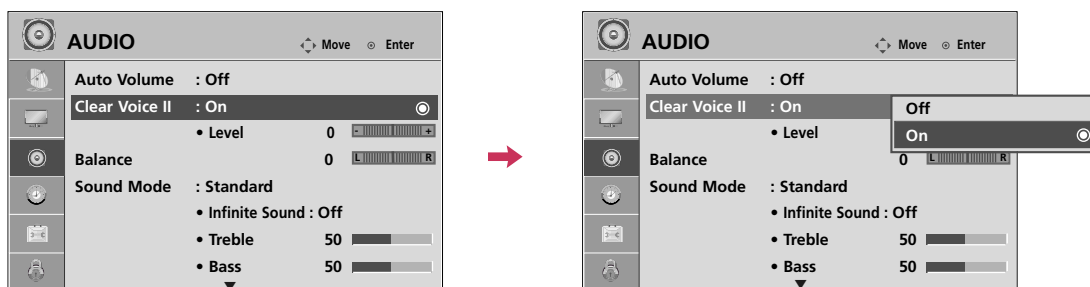 AUDIO
Move
Enter
Auto Volume : Off
Clear Voice II : On
• Level 0 - +
Balance 0 L R
Sound Mode : Standard
• Infinite Sound : Off
• Treble 50
• Bass 50
AUDIO
Move
Enter
Auto Volume : Off
Clear Voice II : On
Off
On
• Level
Balance 0 L R
Sound Mode : Standard
• Infinite Sound : Off
• Treble 50
• Bass 50